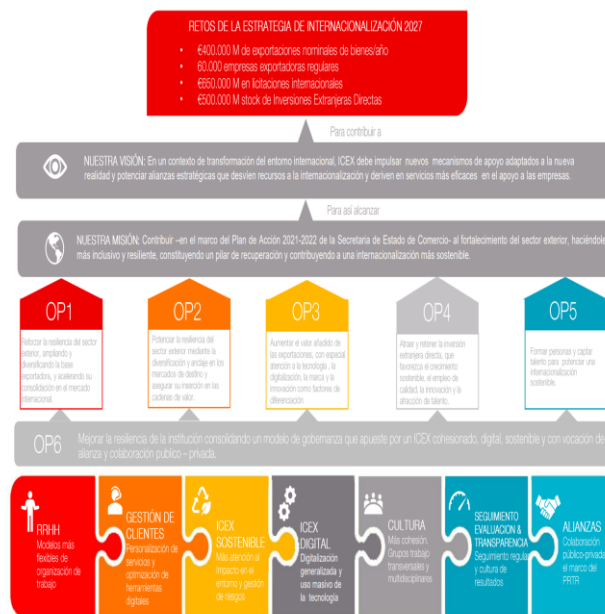 RETOS DE LA ESTRATEGIA DE INTERNACIONALIZACIÓN 2027
• €400.000 M de exportaciones nominales de bienes/año
• 60.000 empresas exportadoras regulares
• €650.000 M en licitaciones internacionales
• €500.000 M stock de Inversiones Extranjeras Directas
Para contribuir a
NUESTRA VISIÓN: En un contexto de transformación del entorno internacional, ICEX debe impulsar nuevos mecanismos de apoyo adaptados a la nueva
realidad y potenciar alianzas estratégicas que desvíen recursos a la internacionalización y deriven en servicios más eficaces en el apoyo a las empresas.
Para así alcanzar
NUESTRA MISIÓN: Contribuir –en el marco del Plan de Acción 2021-2022 de la Secretaria de Estado de Comercio- al fortalecimiento del sector exterior, haciéndole
más inclusivo y resiliente, constituyendo un pilar de recuperación y contribuyendo a una internacionalización más sostenible.
OP1
Reforzar la resiliencia del sector
exterior, ampliando y
diversificando la base
exportadora, y acelerando su
consolidación en el mercado
internacional.
OP2
Potenciar la resiliencia del
sector exterior mediante la
diversificación y anclaje en los
mercados de destino y
asegurar su inserción en las
cadenas de valor.
OP3
Aumentar el valor añadido de
las exportaciones, con especial
atención a la tecnología, la
digitalización, la marca y la
innovación como factores de
diferenciación
OP4
Atraer y retener la inversión
extranjera directa, que
favorezca el crecimiento
sostenible, el empleo de
calidad, la innovación y la
atracción de talento.
OP5
Formar personas y captar
talento para potenciar una
internacionalización
sostenible.
OP6
Mejorar la resiliencia de la institución consolidando un modelo de gobernanza que apueste por un ICEX cohesionado, digital, sostenible y con vocación de
alianza y colaboración publico – privada.
RRHH
Modelos más
flexibles de
organización de
trabajo
GESTIÓN DE
CLIENTES
Personalización de
servicios y
optimización de
herramientas
digitales
ICEX
SOSTENIBLE
Más atención al
Impacto en el
entorno y gestión
de riesgos
ICEX
DIGITAL
Digitalización
generalizada y
uso masivo de
la tecnología
CULTURA
Más cohesión.
Grupos trabajo
transversales y
multidisciplinares
SEGUIMIENTO
EVALUACION &
TRANSPARENCIA
Seguimiento regular
y cultura de
resultados
ALIANZAS
Colaboración
público-privada
el marco del
PRTR